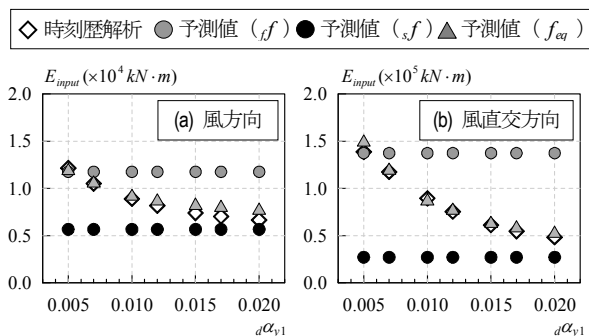 ◇時刻歴解析 ●予測値（ff） ●予測値（sf） ▲予測値（feq）
Einput (×10⁴ kN·m)
2.0
(a) 風方向
1.5
1.0
0.5
0.0
0.005 0.010 0.015 0.020
Einput (×10⁵ kN·m)
2.0
(b) 風直交方向
1.5
1.0
0.5
0.0
0.005 0.010 0.015 0.020
dαy1
dαy1